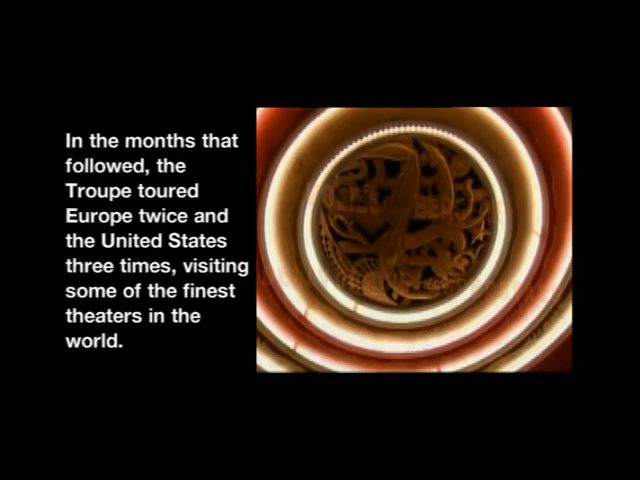 In the months that
followed, the
Troupe toured
Europe twice and
the United States
three times, visiting
some of the finest
theaters in the
world.